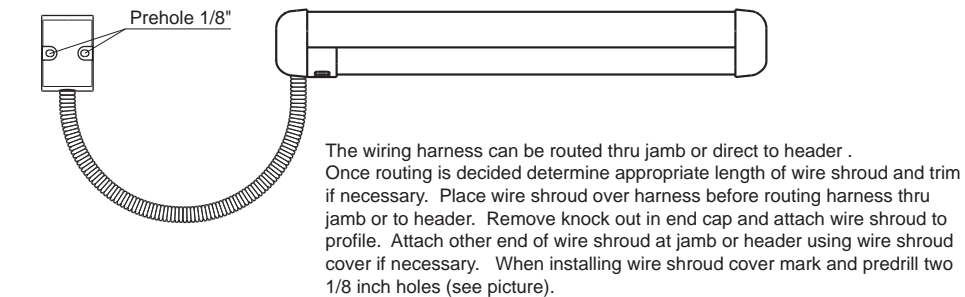 Prehole 1/8"
The wiring harness can be routed thru jamb or direct to header .
Once routing is decided determine appropriate length of wire shroud and trim
if necessary. Place wire shroud over harness before routing harness thru
jamb or to header. Remove knock out in end cap and attach wire shroud to
profile. Attach other end of wire shroud at jamb or header using wire shroud
cover if necessary. When installing wire shroud cover mark and predrill two
1/8 inch holes (see picture).